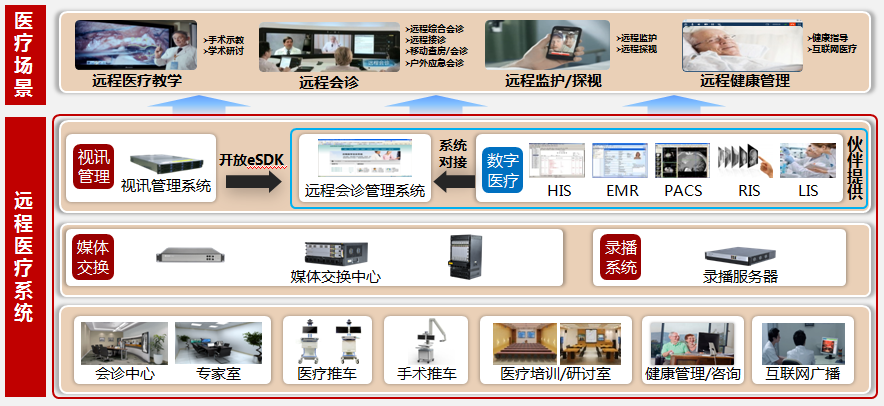 医疗场景
手术示教
学术研讨
远程医疗教学
远程综合会诊
远程接诊
移动查房/会诊
户外应急会诊
远程会诊
远程会诊
远程监护
远程探视
远程监护/探视
健康指导
互联网医疗
远程健康管理
远程医疗系统
视讯
管理
视讯管理系统
开放eSDK
远程会诊管理系统
系统
对接
数字
医疗
HIS
EMR
PACS
RIS
LIS
伙伴提供
媒体
交换
媒体交换中心
录播
系统
录播服务器
会诊中心
专家室
医疗推车
手术推车
医疗培训/研讨室
健康管理/咨询
互联网广播